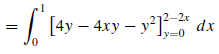 = ∫₀¹ [4y − 4xy − y²]_{y=0}^{2−2x} dx